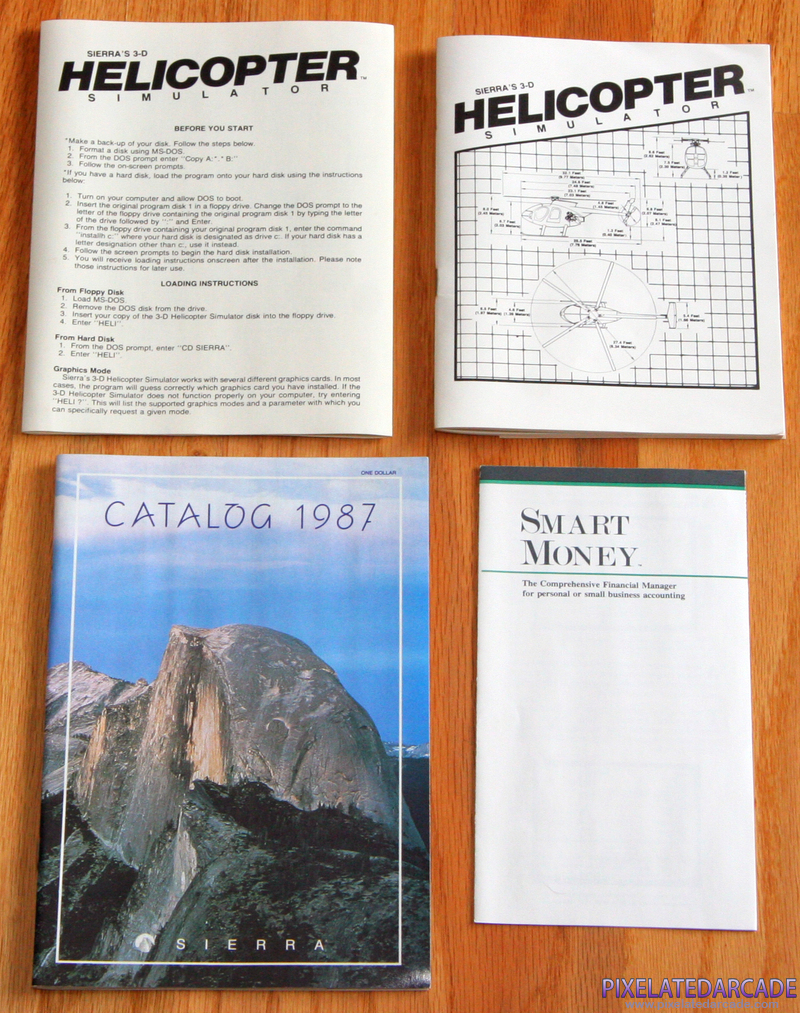 SIERRA'S 3-D
HELICOPTER™
SIMULATOR
BEFORE YOU START
*Make a back-up of your disk. Follow the steps below.
1. Format a disk using MS-DOS.
2. From the DOS prompt enter "Copy A:*.* B:"
3. Follow the on-screen prompts.
*If you have a hard disk, load the program onto your hard disk using the instructions
below:
1. Turn on your computer and allow DOS to boot.
2. Insert the original program disk 1 in a floppy drive. Change the DOS prompt to the
letter of the floppy drive containing the original program disk 1 by typing the letter
of the drive followed by ":" and Enter.
3. From the floppy drive containing your original program disk 1, enter the command
"installh c:" where your hard disk is designated as drive c:. If your hard disk has a
letter designation other than c:, use it instead.
4. Follow the screen prompts to begin the hard disk installation.
5. You will receive loading instructions onscreen after the installation. Please note
those instructions for later use.
LOADING INSTRUCTIONS
From Floppy Disk
1. Load MS-DOS.
2. Remove the DOS disk from the drive.
3. Insert your copy of the 3-D Helicopter Simulator disk into the floppy drive.
4. Enter "HELI".
From Hard Disk
1. From the DOS prompt, enter "CD SIERRA".
2. Enter "HELI".
Graphics Mode
Sierra's 3-D Helicopter Simulator works with several different graphics cards. In most
cases, the program will guess correctly which graphics card you have installed. If the
3-D Helicopter Simulator does not function properly on your computer, try entering
"HELI ?". This will list the supported graphics modes and a parameter with which you
can specifically request a given mode.
SIERRA'S 3-D
HELICOPTER™
SIMULATOR
ONE DOLLAR
CATALOG 1987
SIERRA
SMART
MONEY™
The Comprehensive Financial Manager
for personal or small business accounting
PIXELATEDARCADE
www.pixelatedarcade.com